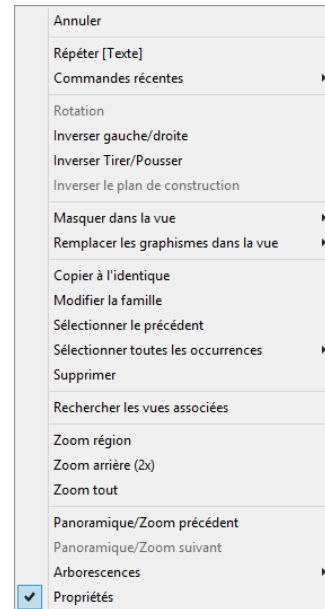 Annuler
Répéter [Texte]
Commandes récentes
Rotation
Inverser gauche/droite
Inverser Tirer/Pousser
Inverser le plan de construction
Masquer dans la vue
Remplacer les graphismes dans la vue
Copier à l'identique
Modifier la famille
Sélectionner le précédent
Sélectionner toutes les occurrences
Supprimer
Rechercher les vues associées
Zoom région
Zoom arrière (2x)
Zoom tout
Panoramique/Zoom précédent
Panoramique/Zoom suivant
Arborescences
Propriétés